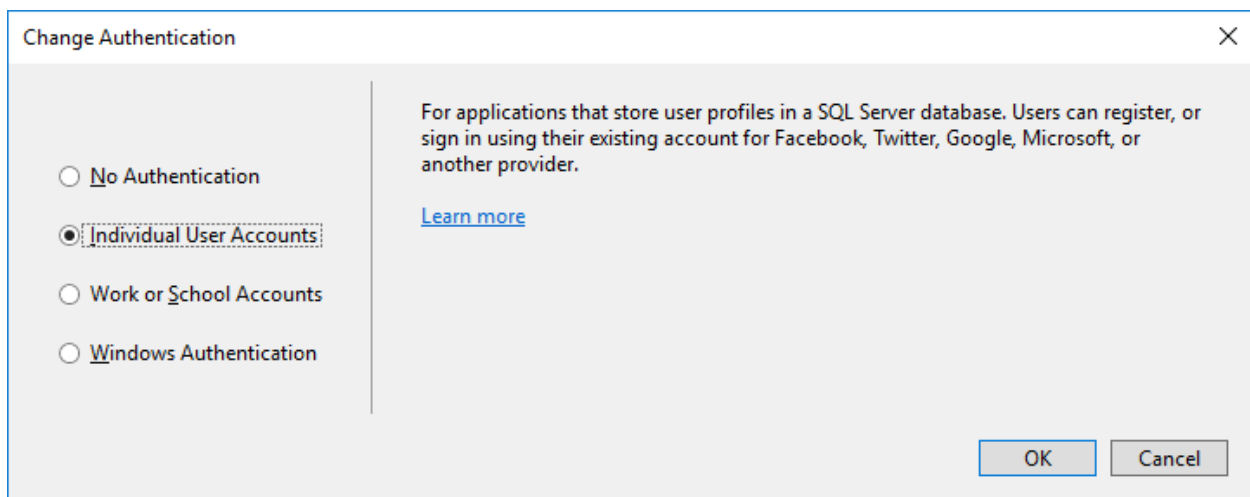 Change Authentication
No Authentication
Individual User Accounts
Work or School Accounts
Windows Authentication
For applications that store user profiles in a SQL Server database. Users can register, or
sign in using their existing account for Facebook, Twitter, Google, Microsoft, or
another provider.
Learn more
OK
Cancel